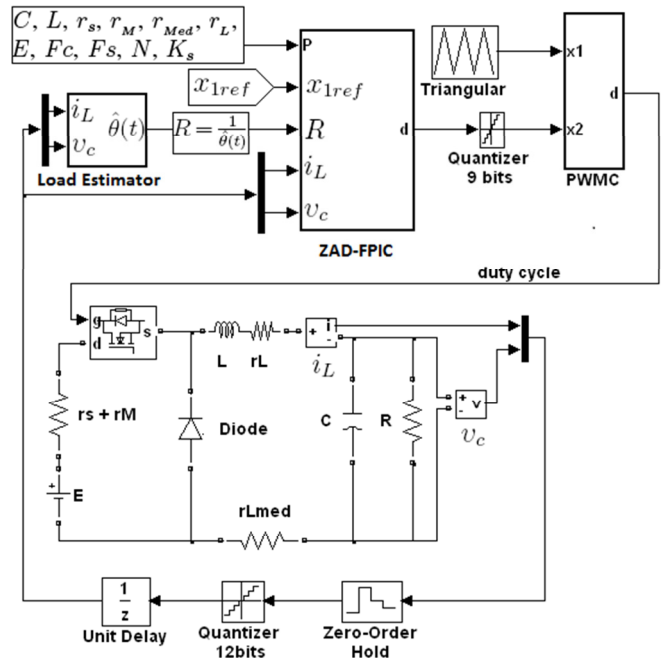 C, L, r_s, r_M, r_Med, r_L,
E, Fc, Fs, N, K_s
P
x_1ref
x_1ref
i_L
v_c
θ̂(t)
R = 1/θ̂(t)
R
i_L
v_c
d
Load Estimator
ZAD-FPIC
Triangular
Quantizer
9 bits
x1
x2
d
PWMC
duty cycle
g
d
s
L
rL
+
-
i
i_L
rs + rM
Diode
C
R
+
-
v
v_c
+
E
rLmed
1/z
Unit Delay
Quantizer
12bits
Zero-Order
Hold